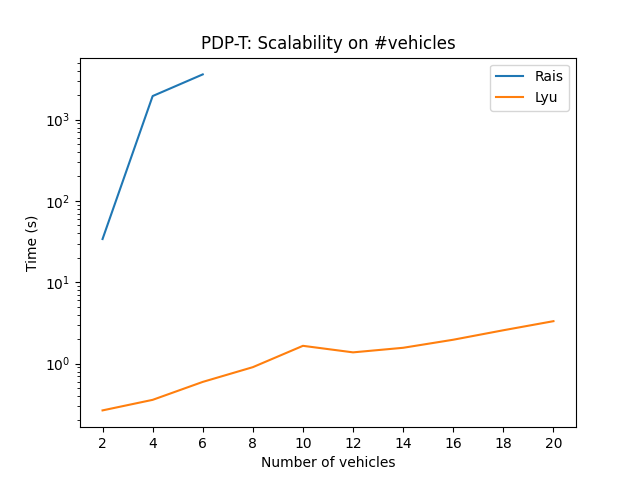 PDP-T: Scalability on #vehicles
Rais
Lyu
Time (s)
10³
10²
10¹
10⁰
2 4 6 8 10 12 14 16 18 20
Number of vehicles